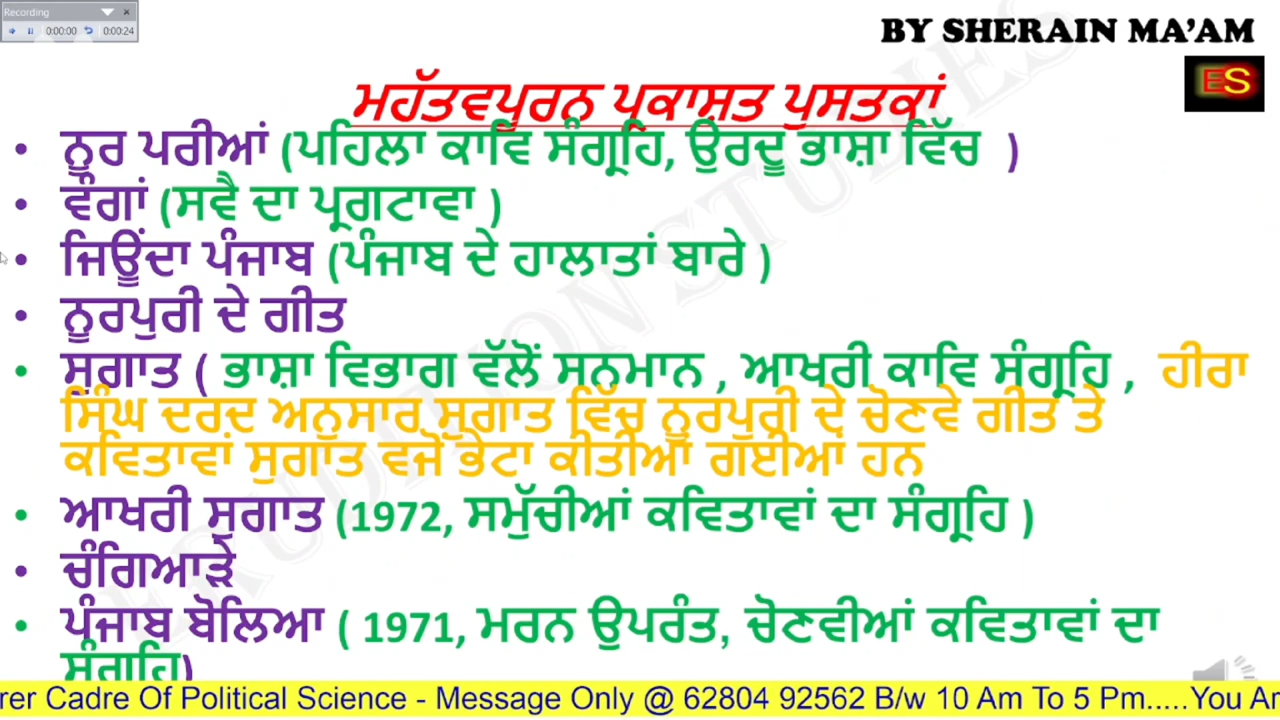 Recording
0:00:00 0:00:24
BY SHERAIN MA'AM
ES
ਮਹੱਤਵਪੂਰਨ ਪ੍ਰਕਾਸ਼ਤ ਪੁਸਤਕਾਂ
• ਨੂਰ ਪਰੀਆਂ (ਪਹਿਲਾ ਕਾਵਿ ਸੰਗ੍ਰਹਿ, ਉਰਦੂ ਭਾਸ਼ਾ ਵਿੱਚ )
• ਵੰਗਾਂ (ਸਵੈ ਦਾ ਪ੍ਰਗਟਾਵਾ )
• ਜਿਊਂਦਾ ਪੰਜਾਬ (ਪੰਜਾਬ ਦੇ ਹਾਲਾਤਾਂ ਬਾਰੇ )
• ਨੂਰਪੁਰੀ ਦੇ ਗੀਤ
• ਸੁਗਾਤ ( ਭਾਸ਼ਾ ਵਿਭਾਗ ਵੱਲੋਂ ਸਨਮਾਨ , ਆਖਰੀ ਕਾਵਿ ਸੰਗ੍ਰਹਿ , ਹੀਰਾ
ਸਿੰਘ ਦਰਦ ਅਨੁਸਾਰ ਸੁਗਾਤ ਵਿੱਚ ਨੂਰਪੁਰੀ ਦੇ ਚੋਣਵੇ ਗੀਤ ਤੇ
ਕਵਿਤਾਵਾਂ ਸੁਗਾਤ ਵਜੋਂ ਭੇਟਾ ਕੀਤੀਆਂ ਗਈਆਂ ਹਨ
• ਆਖਰੀ ਸੁਗਾਤ (1972, ਸਮੁੱਚੀਆਂ ਕਵਿਤਾਵਾਂ ਦਾ ਸੰਗ੍ਰਹਿ )
• ਚੰਗਿਆੜੇ
• ਪੰਜਾਬ ਬੋਲਿਆ ( 1971, ਮਰਨ ਉਪਰੰਤ, ਚੋਣਵੀਆਂ ਕਵਿਤਾਵਾਂ ਦਾ
ਸੰਗ੍ਰਹਿ)
ERUDITION STUDIES
rer Cadre Of Political Science - Message Only @ 62804 92562 B/w 10 Am To 5 Pm.....You Ar